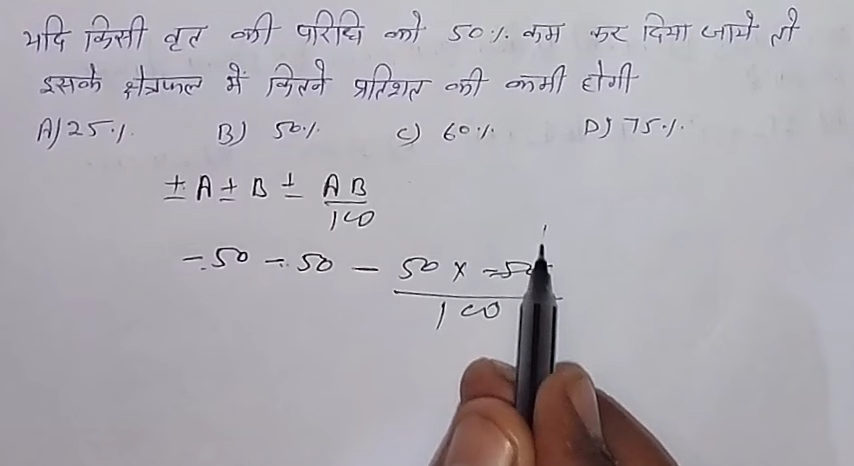 यदि किसी वृत की परिधि को 50% कम कर दिया जाये तो
इसके क्षेत्रफल में कितने प्रतिशत की कमी होगी
A) 25% B) 50% C) 60% D) 75%
± A ± B ± AB
100
- 50 - 50 - 50 × -50
100